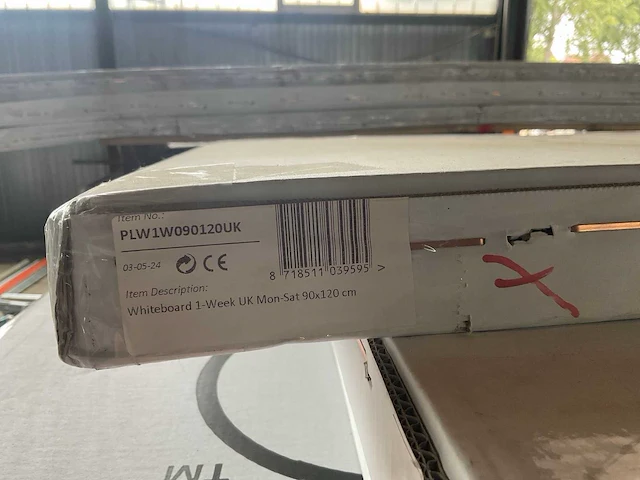 Item No.:
PLW1W090120UK
03-05-24 CE
8 718511 039595 >
Item Description:
Whiteboard 1-Week UK Mon-Sat 90x120 cm
TM